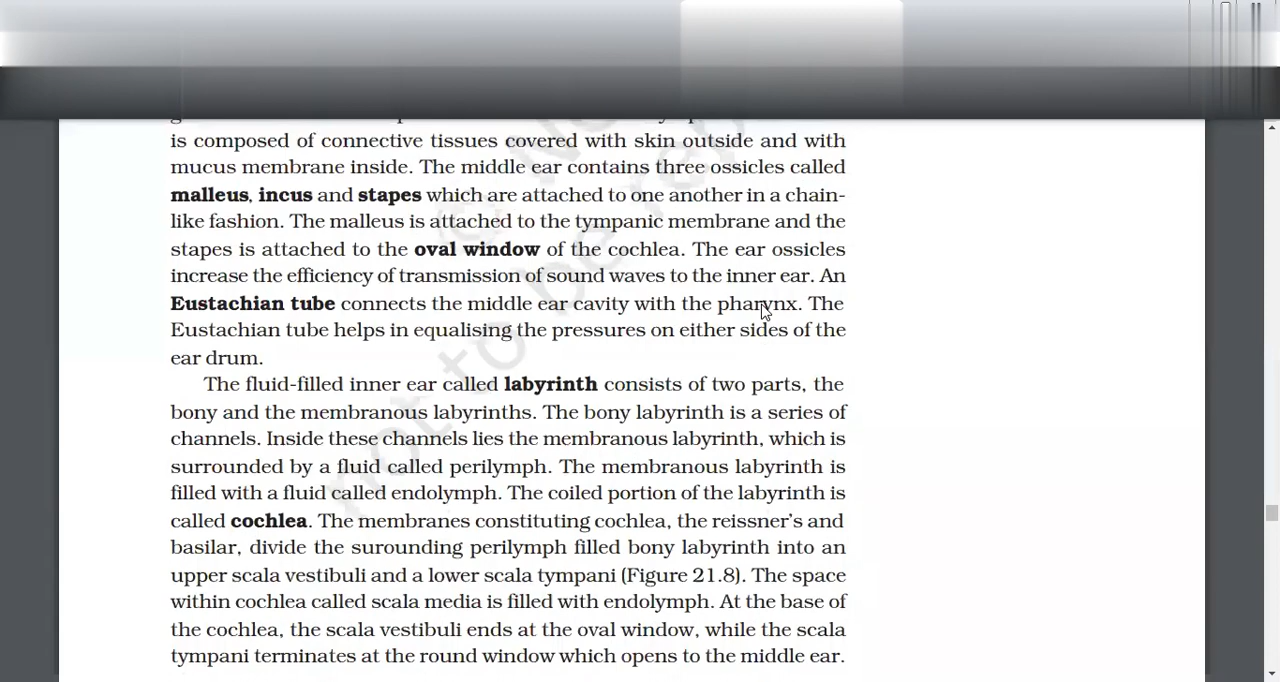 is composed of connective tissues covered with skin outside and with
mucus membrane inside. The middle ear contains three ossicles called
malleus, incus and stapes which are attached to one another in a chain-
like fashion. The malleus is attached to the tympanic membrane and the
stapes is attached to the oval window of the cochlea. The ear ossicles
increase the efficiency of transmission of sound waves to the inner ear. An
Eustachian tube connects the middle ear cavity with the pharynx. The
Eustachian tube helps in equalising the pressures on either sides of the
ear drum.
The fluid-filled inner ear called labyrinth consists of two parts, the
bony and the membranous labyrinths. The bony labyrinth is a series of
channels. Inside these channels lies the membranous labyrinth, which is
surrounded by a fluid called perilymph. The membranous labyrinth is
filled with a fluid called endolymph. The coiled portion of the labyrinth is
called cochlea. The membranes constituting cochlea, the reissner's and
basilar, divide the surounding perilymph filled bony labyrinth into an
upper scala vestibuli and a lower scala tympani (Figure 21.8). The space
within cochlea called scala media is filled with endolymph. At the base of
the cochlea, the scala vestibuli ends at the oval window, while the scala
tympani terminates at the round window which opens to the middle ear.
not to be re